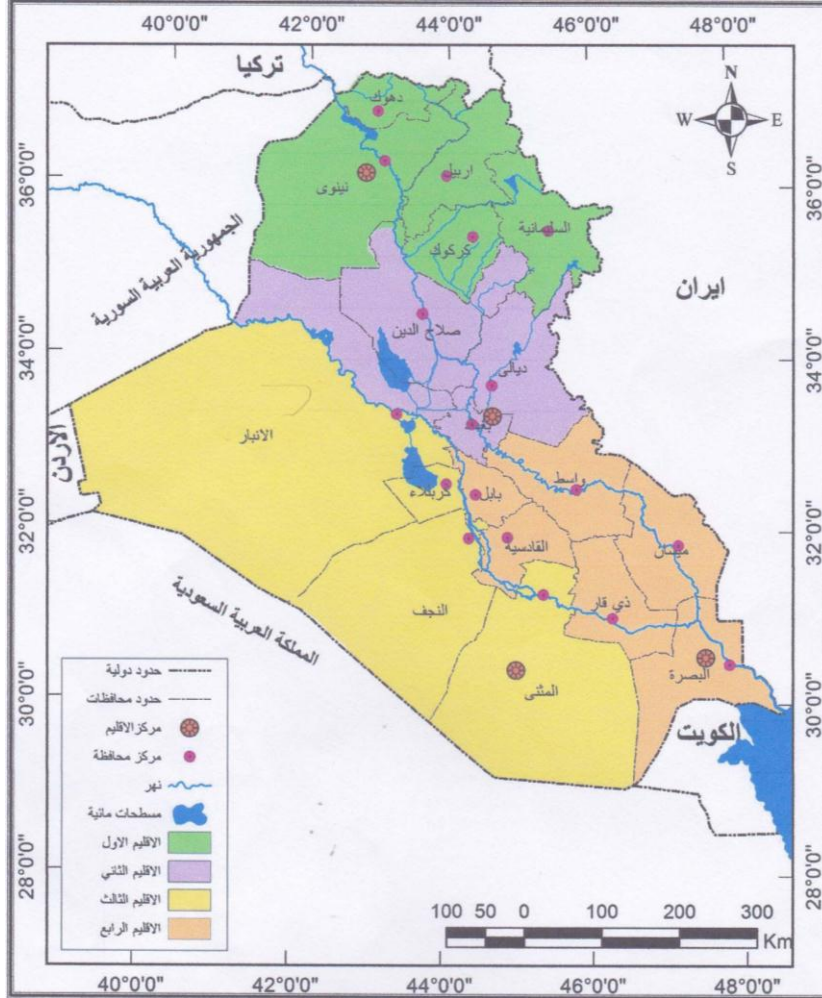 40°0'0" 42°0'0" 44°0'0" 46°0'0" 48°0'0"
تركيا
N
W E
S
دهوك
36°0'0" 36°0'0"
نينوى
اربيل
السليمانية
كركوك
الجمهورية العربية السورية
ايران
صلاح الدين
34°0'0" 34°0'0"
ديالى
الانبار
الاردن
واسط
كربلاء
بابل
32°0'0" 32°0'0"
القادسية
ميسان
النجف
ذي قار
المملكة العربية السعودية
المثنى
البصرة
30°0'0" 30°0'0"
الكويت
حدود دولية
حدود محافظات
مركز الاقليم
مركز محافظة
نهر
مسطحات مائية
الاقليم الاول
الاقليم الثاني
الاقليم الثالث
الاقليم الرابع
28°0'0" 28°0'0"
100 50 0 100 200 300
Km
40°0'0" 42°0'0" 44°0'0" 46°0'0" 48°0'0"